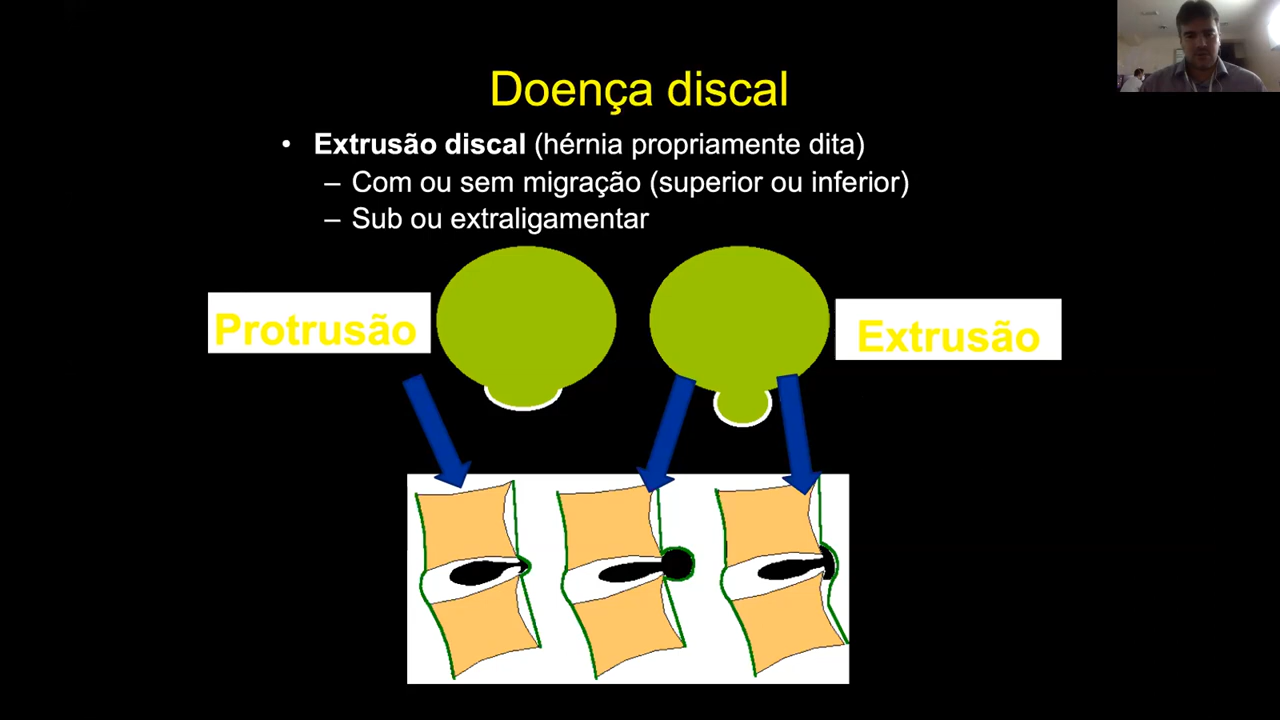 Doença discal
• Extrusão discal (hérnia propriamente dita)
– Com ou sem migração (superior ou inferior)
– Sub ou extraligamentar
Protrusão
Extrusão